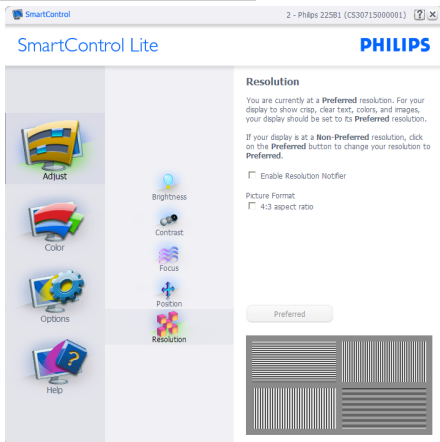 SmartControl
2 - Philips 225B1 (CS30715000001)
SmartControl Lite
PHILIPS
Adjust
Color
Options
Help
Brightness
Contrast
Focus
Position
Resolution
Resolution
You are currently at a Preferred resolution. For your
display to show crisp, clear text, colors, and images,
your display should be set to its Preferred resolution.
If your display is at a Non-Preferred resolution, click
on the Preferred button to change your resolution to
Preferred.
Enable Resolution Notifier
Picture Format
4:3 aspect ratio
Preferred